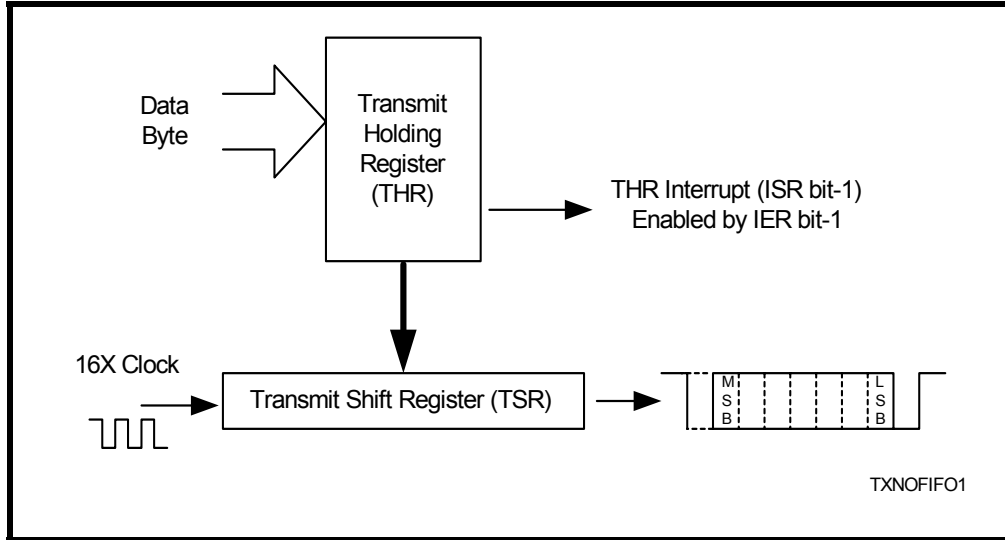 Data
Byte
Transmit
Holding
Register
(THR)
THR Interrupt (ISR bit-1)
Enabled by IER bit-1
16X Clock
Transmit Shift Register (TSR)
M
S
B
L
S
B
TXNOFIFO1